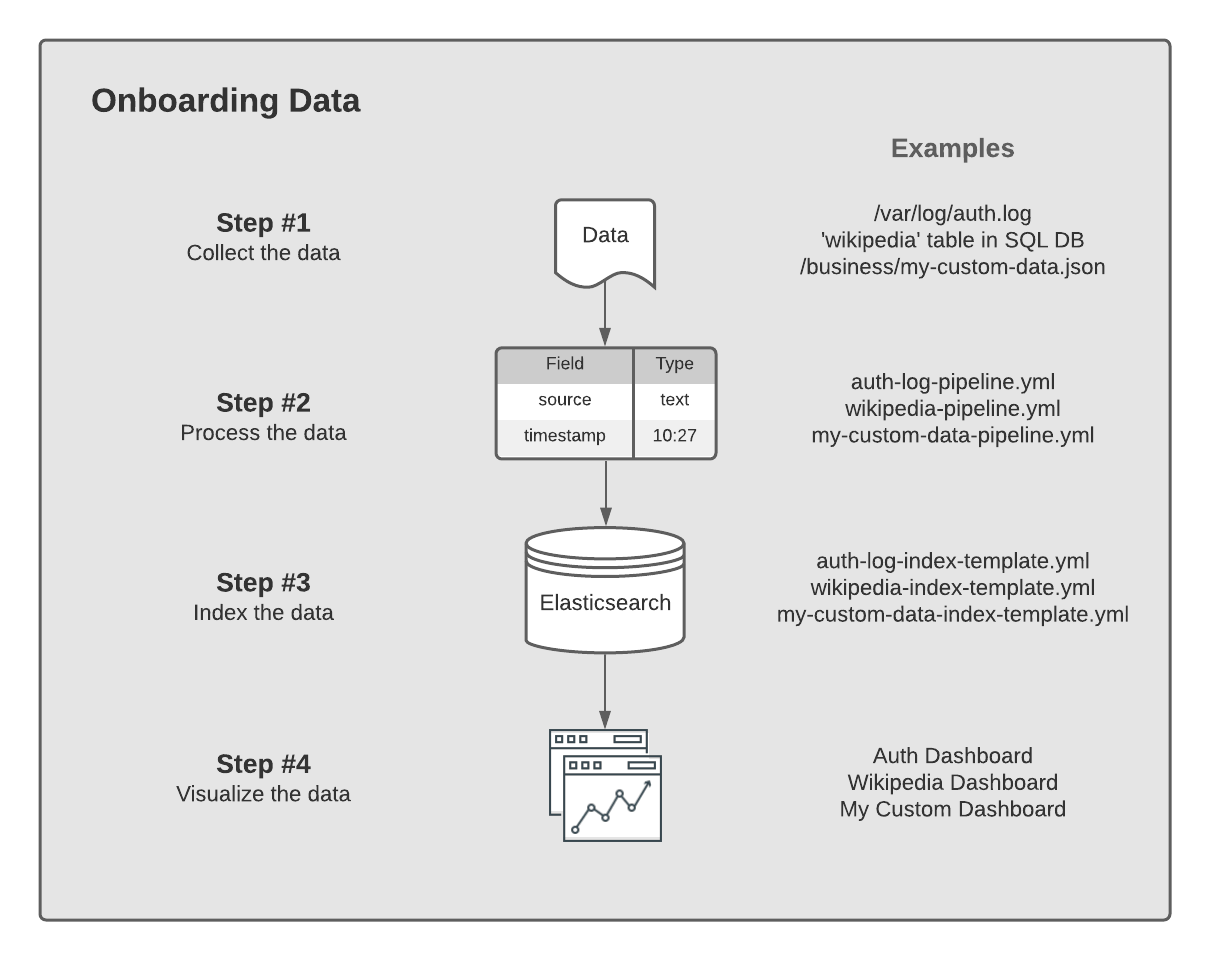 Onboarding Data
Examples
Step #1
Collect the data
Data
/var/log/auth.log
'wikipedia' table in SQL DB
/business/my-custom-data.json
Step #2
Process the data
Field Type
source text
timestamp 10:27
auth-log-pipeline.yml
wikipedia-pipeline.yml
my-custom-data-pipeline.yml
Step #3
Index the data
Elasticsearch
auth-log-index-template.yml
wikipedia-index-template.yml
my-custom-data-index-template.yml
Step #4
Visualize the data
Auth Dashboard
Wikipedia Dashboard
My Custom Dashboard